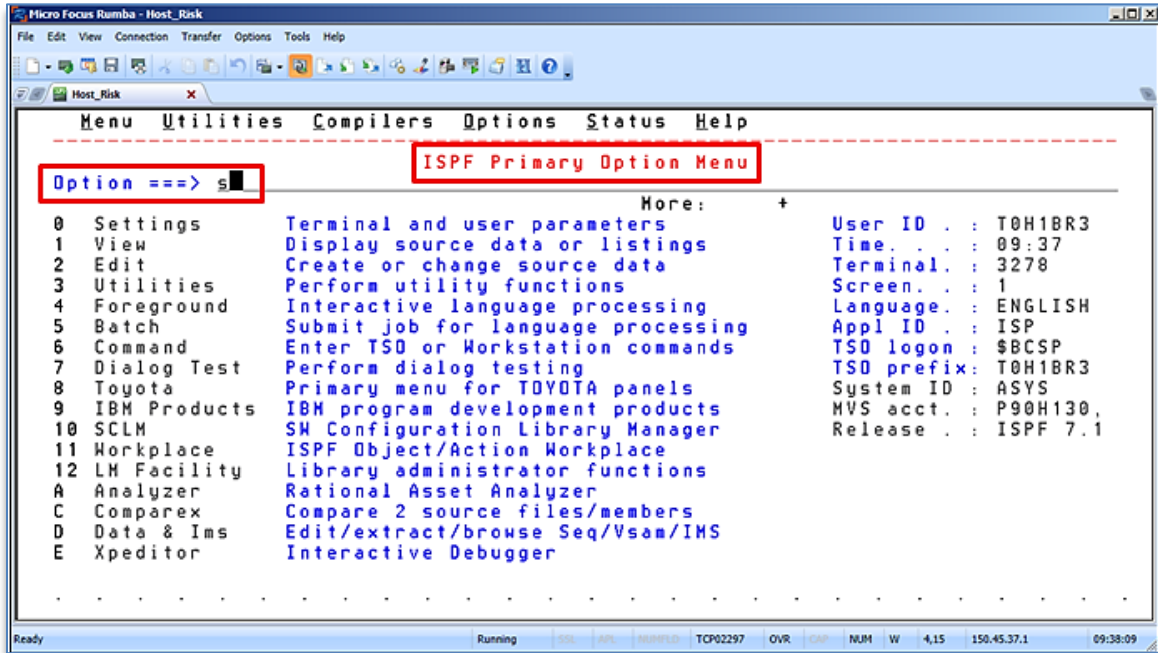 Micro Focus Rumba - Host_Risk
File Edit View Connection Transfer Options Tools Help
Host_Risk x
Menu Utilities Compilers Options Status Help
ISPF Primary Option Menu
Option ===> s
More: +
0 Settings Terminal and user parameters User ID . : T0H1BR3
1 View Display source data or listings Time. . . : 09:37
2 Edit Create or change source data Terminal. : 3278
3 Utilities Perform utility functions Screen. . : 1
4 Foreground Interactive language processing Language. : ENGLISH
5 Batch Submit job for language processing Appl ID . : ISP
6 Command Enter TSO or Workstation commands TSO logon : $BCSP
7 Dialog Test Perform dialog testing TSO prefix: T0H1BR3
8 Toyota Primary menu for TOYOTA panels System ID : ASYS
9 IBM Products IBM program development products MVS acct. : P90H130,
10 SCLM SW Configuration Library Manager Release . : ISPF 7.1
11 Workplace ISPF Object/Action Workplace
12 LM Facility Library administrator functions
A Analyzer Rational Asset Analyzer
C Comparex Compare 2 source files/members
D Data & Ims Edit/extract/browse Seq/Vsam/IMS
E Xpeditor Interactive Debugger
. . . . . . . . . . . . . . . . . . . . . . . . . . .
Ready Running SSL APL NUMFLD TCP02297 OVR CAP NUM W 4,15 150.45.37.1 09:38:09